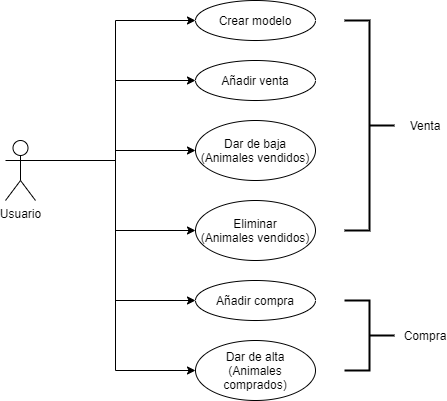 Crear modelo
Añadir venta
Venta
Dar de baja
(Animales vendidos)
Usuario
Eliminar
(Animales vendidos)
Añadir compra
Compra
Dar de alta
(Animales
comprados)